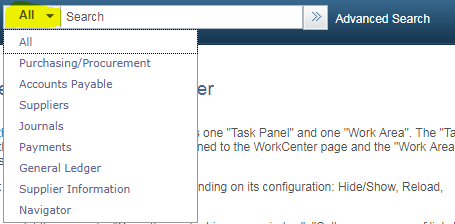 All Search >> Advanced Search
All
Purchasing/Procurement
Accounts Payable
Suppliers
Journals
Payments
General Ledger
Supplier Information
Navigator
er
s one "Task Panel" and one "Work Area". The "Ta
ned to the WorkCenter page and the "Work Area
nding on its configuration: Hide/Show, Reload,